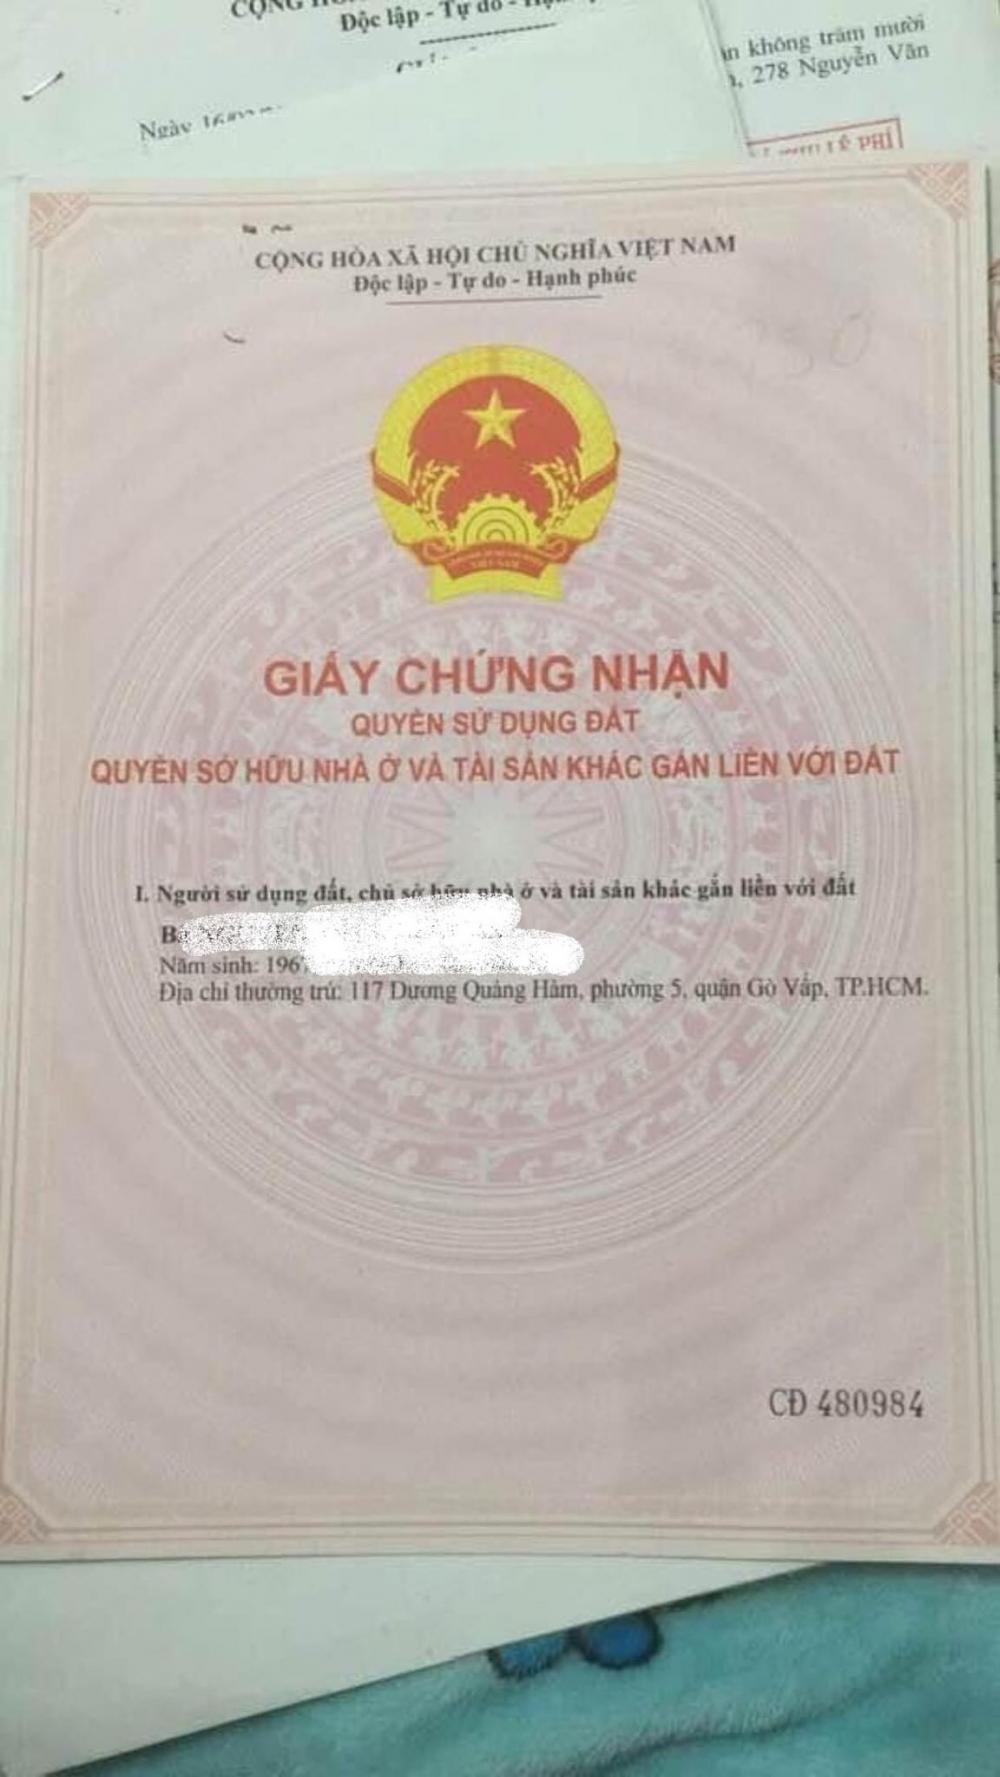 Độc lập - Tự do -
Ngày
không trăm mười
278 Nguyễn Văn
LỆ PHÍ
CỘNG HÒA XÃ HỘI CHỦ NGHĨA VIỆT NAM
Độc lập - Tự do - Hạnh phúc
GIẤY CHỨNG NHẬN
QUYỀN SỬ DỤNG ĐẤT
QUYỀN SỞ HỮU NHÀ Ở VÀ TÀI SẢN KHÁC GẮN LIỀN VỚI ĐẤT
I. Người sử dụng đất, chủ sở hữu nhà ở và tài sản khác gắn liền với đất
Năm sinh: 196
Địa chỉ thường trú: 117 Dương Quảng Hàm, phường 5, quận Gò Vấp, TP.HCM.
CĐ 480984